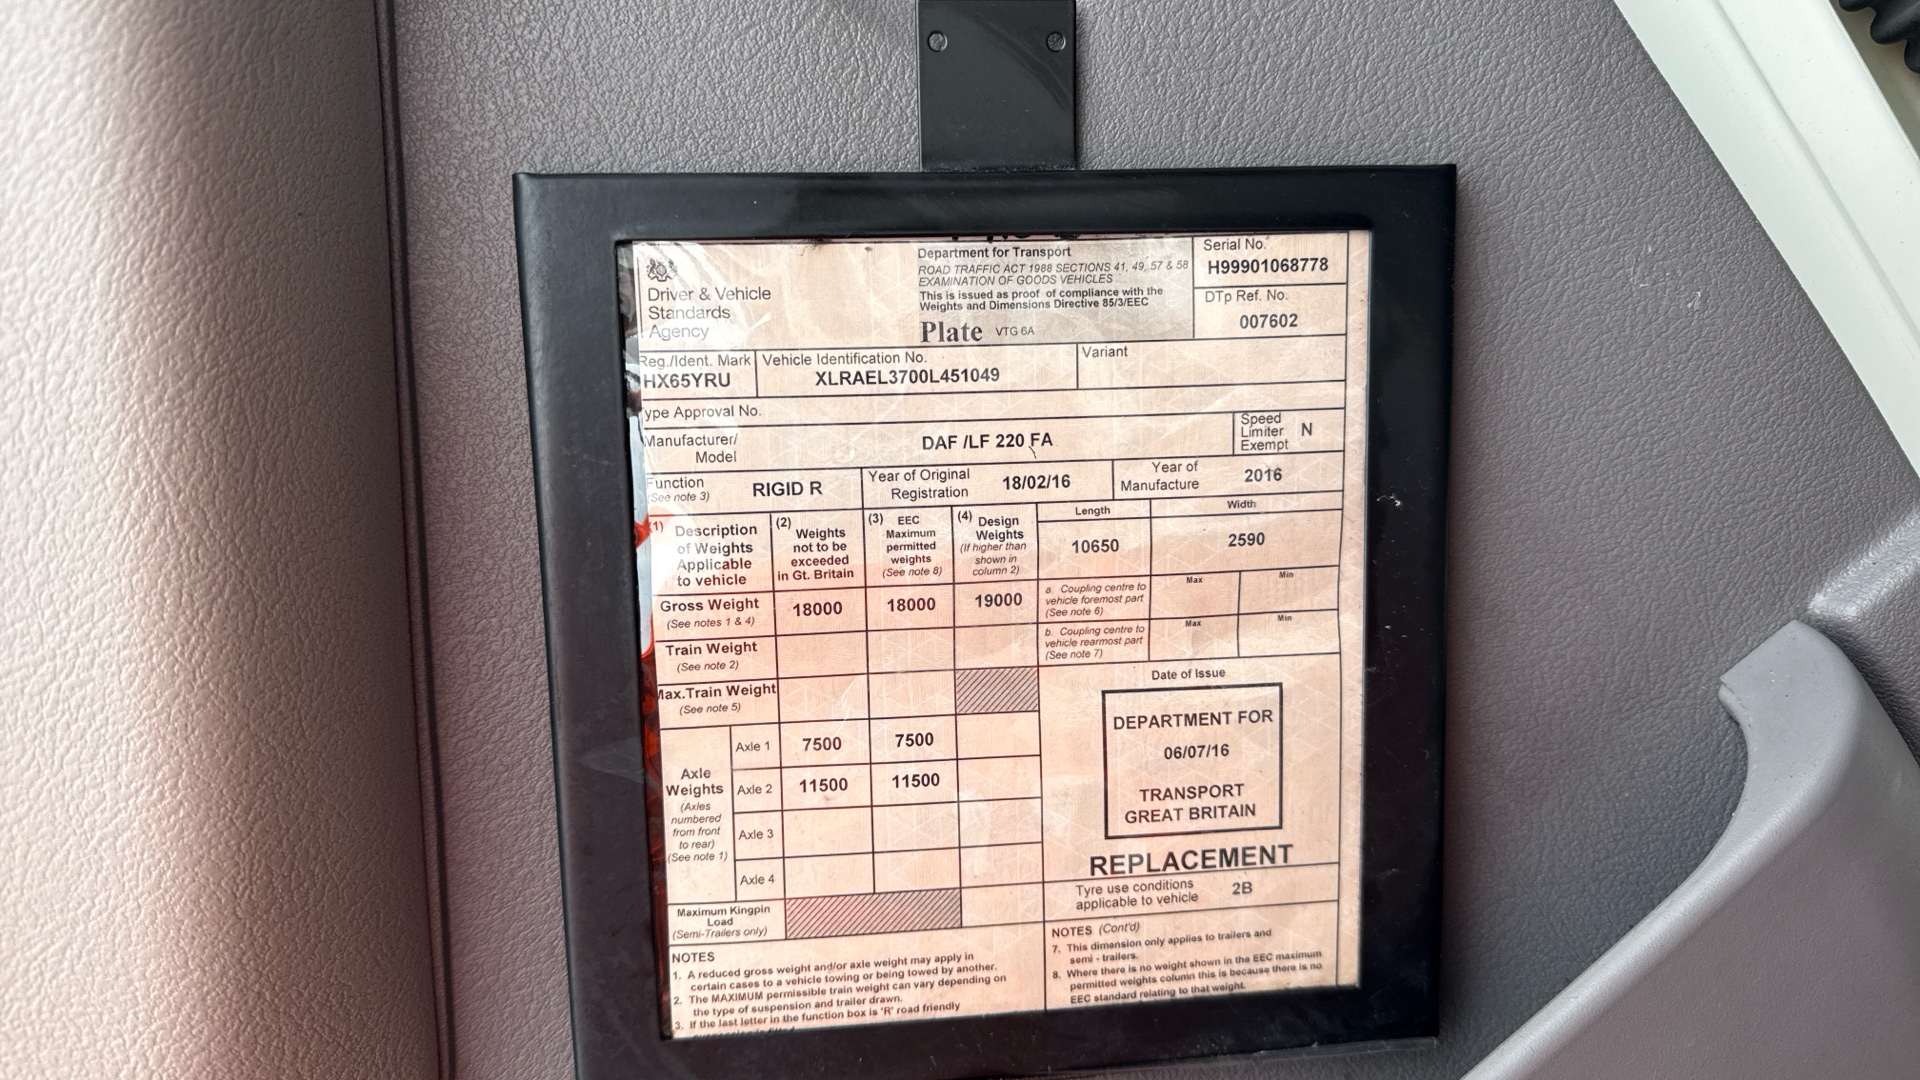 Driver & Vehicle
Standards
Agency
Department for Transport
ROAD TRAFFIC ACT 1988 SECTIONS 41, 49, 57 & 58
EXAMINATION OF GOODS VEHICLES
This is issued as proof of compliance with the
Weights and Dimensions Directive 85/3/EEC
Plate VTG 6A
Serial No.
H99901068778
DTp Ref. No.
007602
Reg./Ident. Mark
HX65YRU
Vehicle Identification No.
XLRAEL3700L451049
Variant
ype Approval No.
Manufacturer/
Model
DAF /LF 220 FA
Speed
Limiter
Exempt
N
Function
(See note 3)
RIGID R
Year of Original
Registration
18/02/16
Year of
Manufacture
2016
(1) Description
of Weights
Applicable
to vehicle
(2) Weights
not to be
exceeded
in Gt. Britain
(3) EEC
Maximum
permitted
weights
(See note 8)
(4) Design
Weights
(If higher than
shown in
column 2)
Length
10650
Width
2590
Gross Weight
(See notes 1 & 4)
18000
18000
19000
a. Coupling centre to
vehicle foremost part
(See note 6)
Max
Min
Train Weight
(See note 2)
b. Coupling centre to
vehicle rearmost part
(See note 7)
Max
Min
Max.Train Weight
(See note 5)
Axle
Weights
(Axles
numbered
from front
to rear)
(See note 1)
Axle 1
7500
7500
Axle 2
11500
11500
Axle 3
Axle 4
Maximum Kingpin
Load
(Semi-Trailers only)
Date of Issue
DEPARTMENT FOR
06/07/16
TRANSPORT
GREAT BRITAIN
REPLACEMENT
Tyre use conditions
applicable to vehicle
2B
NOTES
1. A reduced gross weight and/or axle weight may apply in
certain cases to a vehicle towing or being towed by another.
2. The MAXIMUM permissible train weight can vary depending on
the type of suspension and trailer drawn.
3. If the last letter in the function box is 'R' road friendly
NOTES (Cont'd)
7. This dimension only applies to trailers and
semi - trailers.
8. Where there is no weight shown in the EEC maximum
permitted weights column this is because there is no
EEC standard relating to that weight.